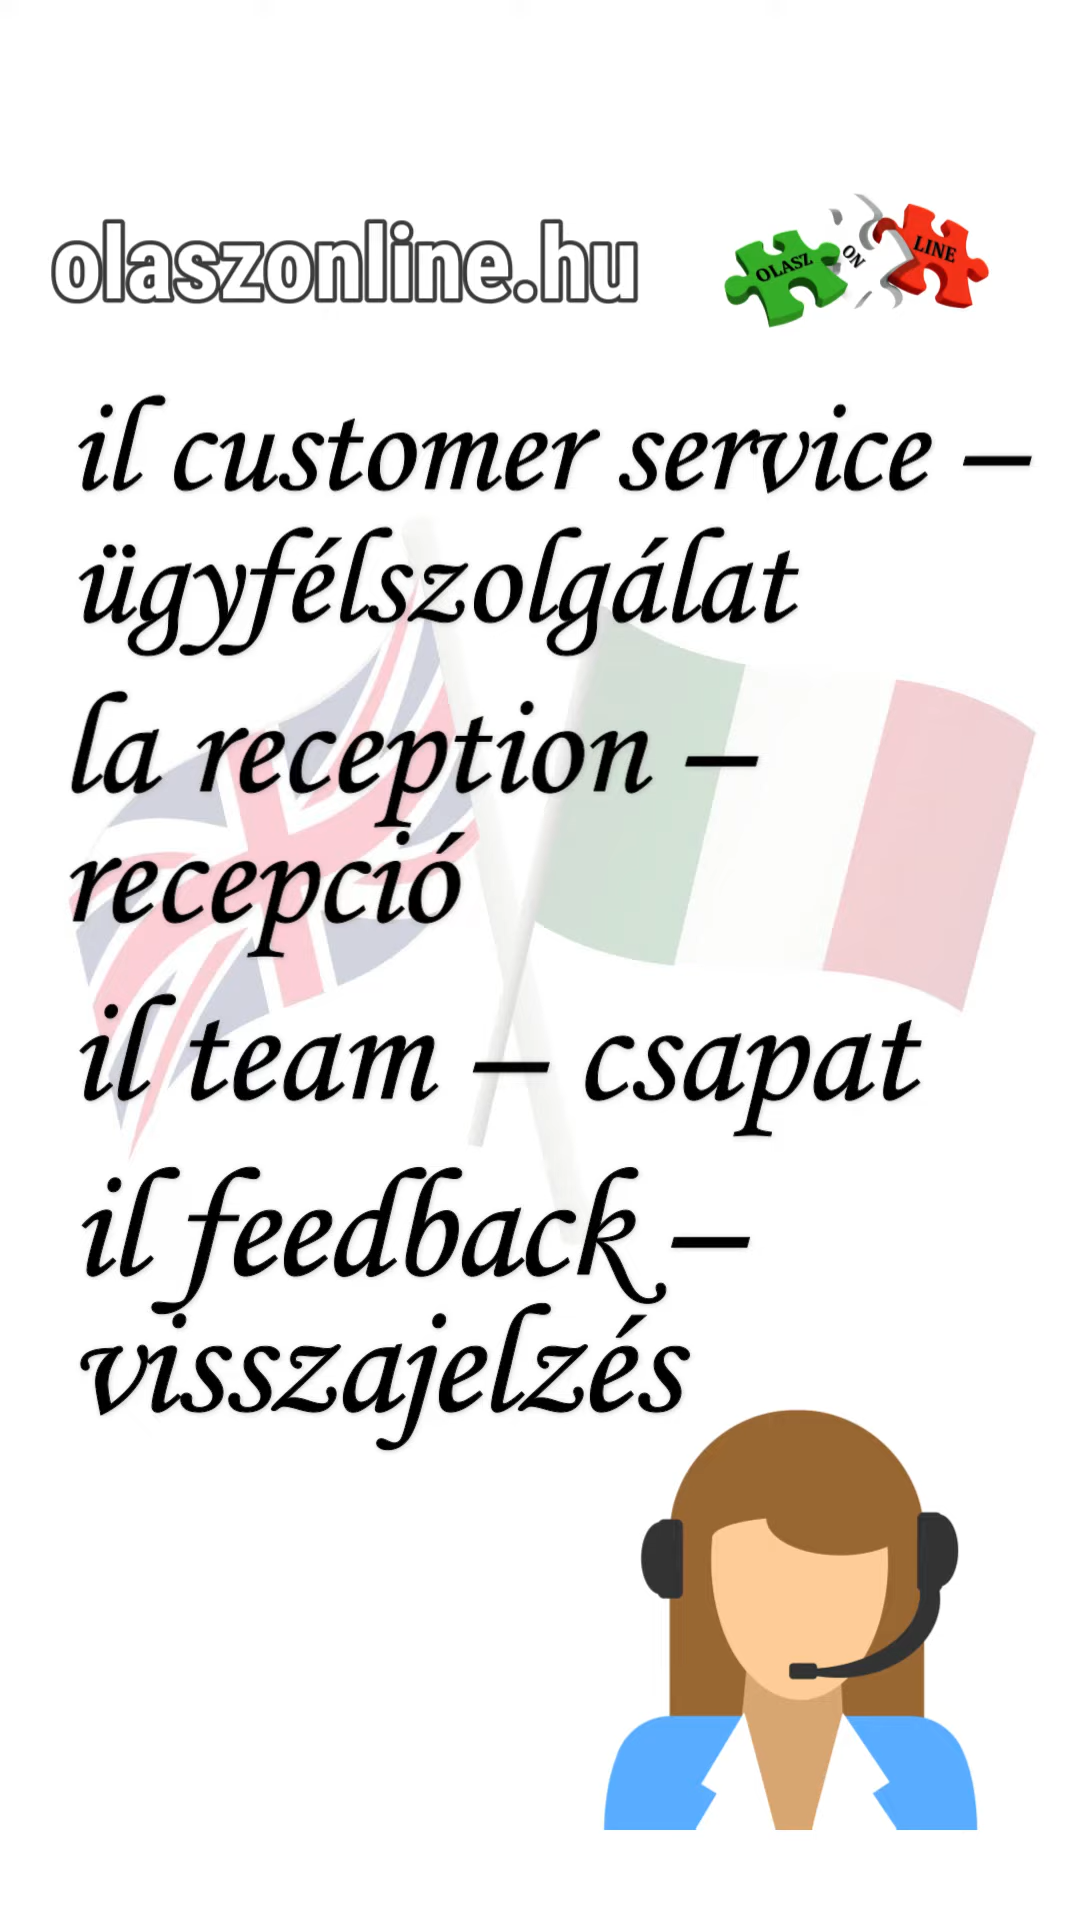 olaszonline.hu
OLASZ ON LINE
il customer service –
ügyfélszolgálat
la reception –
recepció
il team – csapat
il feedback –
visszajelzés